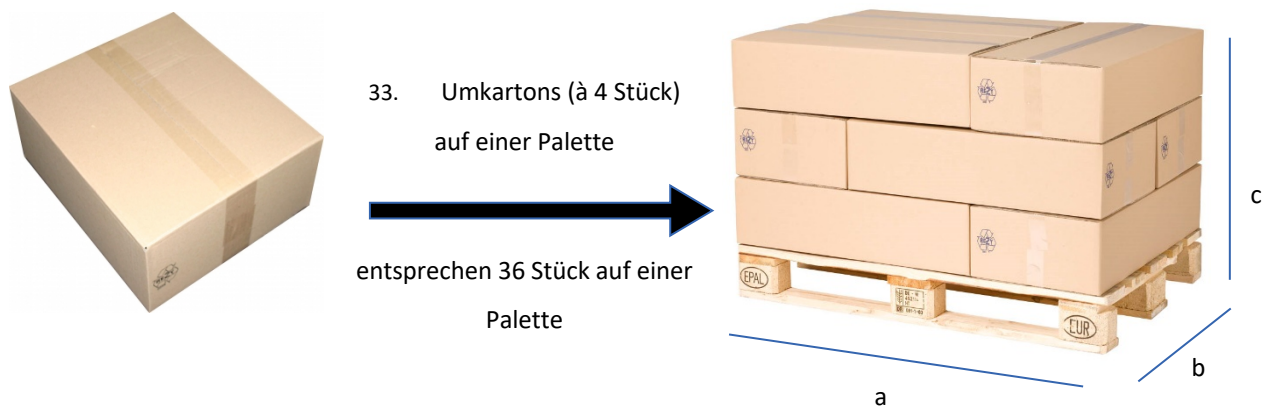 33. Umkartons (à 4 Stück)
auf einer Palette
entsprechen 36 Stück auf einer
Palette
EPAL
EUR
a
b
c